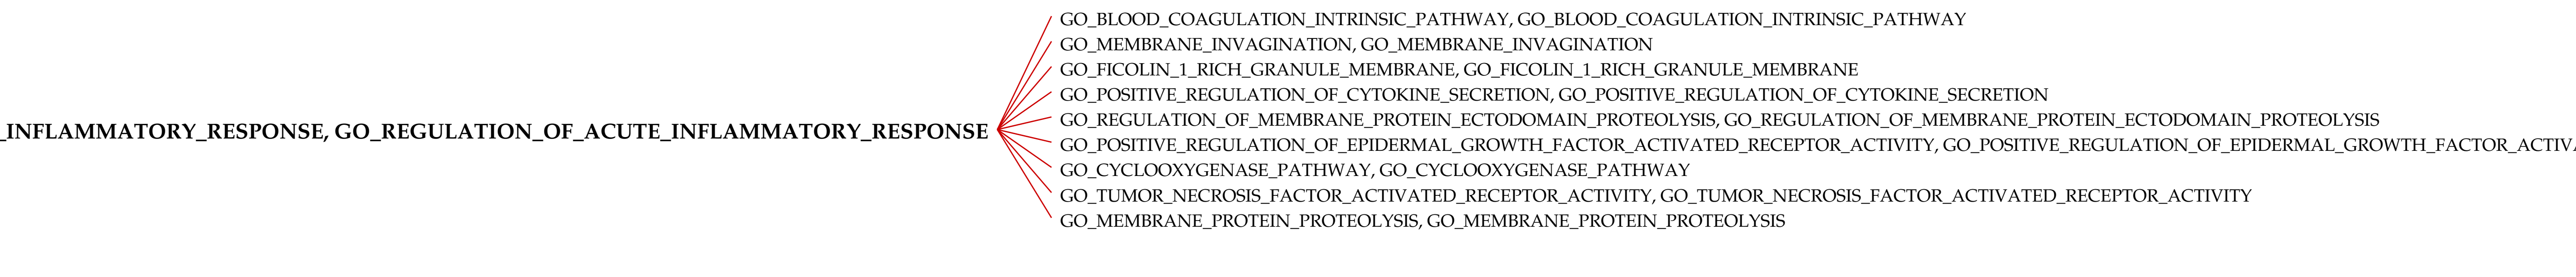 GO_BLOOD_COAGULATION_INTRINSIC_PATHWAY, GO_BLOOD_COAGULATION_INTRINSIC_PATHWAY
GO_MEMBRANE_INVAGINATION, GO_MEMBRANE_INVAGINATION
GO_FICOLIN_1_RICH_GRANULE_MEMBRANE, GO_FICOLIN_1_RICH_GRANULE_MEMBRANE
GO_POSITIVE_REGULATION_OF_CYTOKINE_SECRETION, GO_POSITIVE_REGULATION_OF_CYTOKINE_SECRETION
GO_REGULATION_OF_MEMBRANE_PROTEIN_ECTODOMAIN_PROTEOLYSIS, GO_REGULATION_OF_MEMBRANE_PROTEIN_ECTODOMAIN_PROTEOLYSIS
_INFLAMMATORY_RESPONSE, GO_REGULATION_OF_ACUTE_INFLAMMATORY_RESPONSE
GO_POSITIVE_REGULATION_OF_EPIDERMAL_GROWTH_FACTOR_ACTIVATED_RECEPTOR_ACTIVITY, GO_POSITIVE_REGULATION_OF_EPIDERMAL_GROWTH_FACTOR_ACTIV
GO_CYCLOOXYGENASE_PATHWAY, GO_CYCLOOXYGENASE_PATHWAY
GO_TUMOR_NECROSIS_FACTOR_ACTIVATED_RECEPTOR_ACTIVITY, GO_TUMOR_NECROSIS_FACTOR_ACTIVATED_RECEPTOR_ACTIVITY
GO_MEMBRANE_PROTEIN_PROTEOLYSIS, GO_MEMBRANE_PROTEIN_PROTEOLYSIS